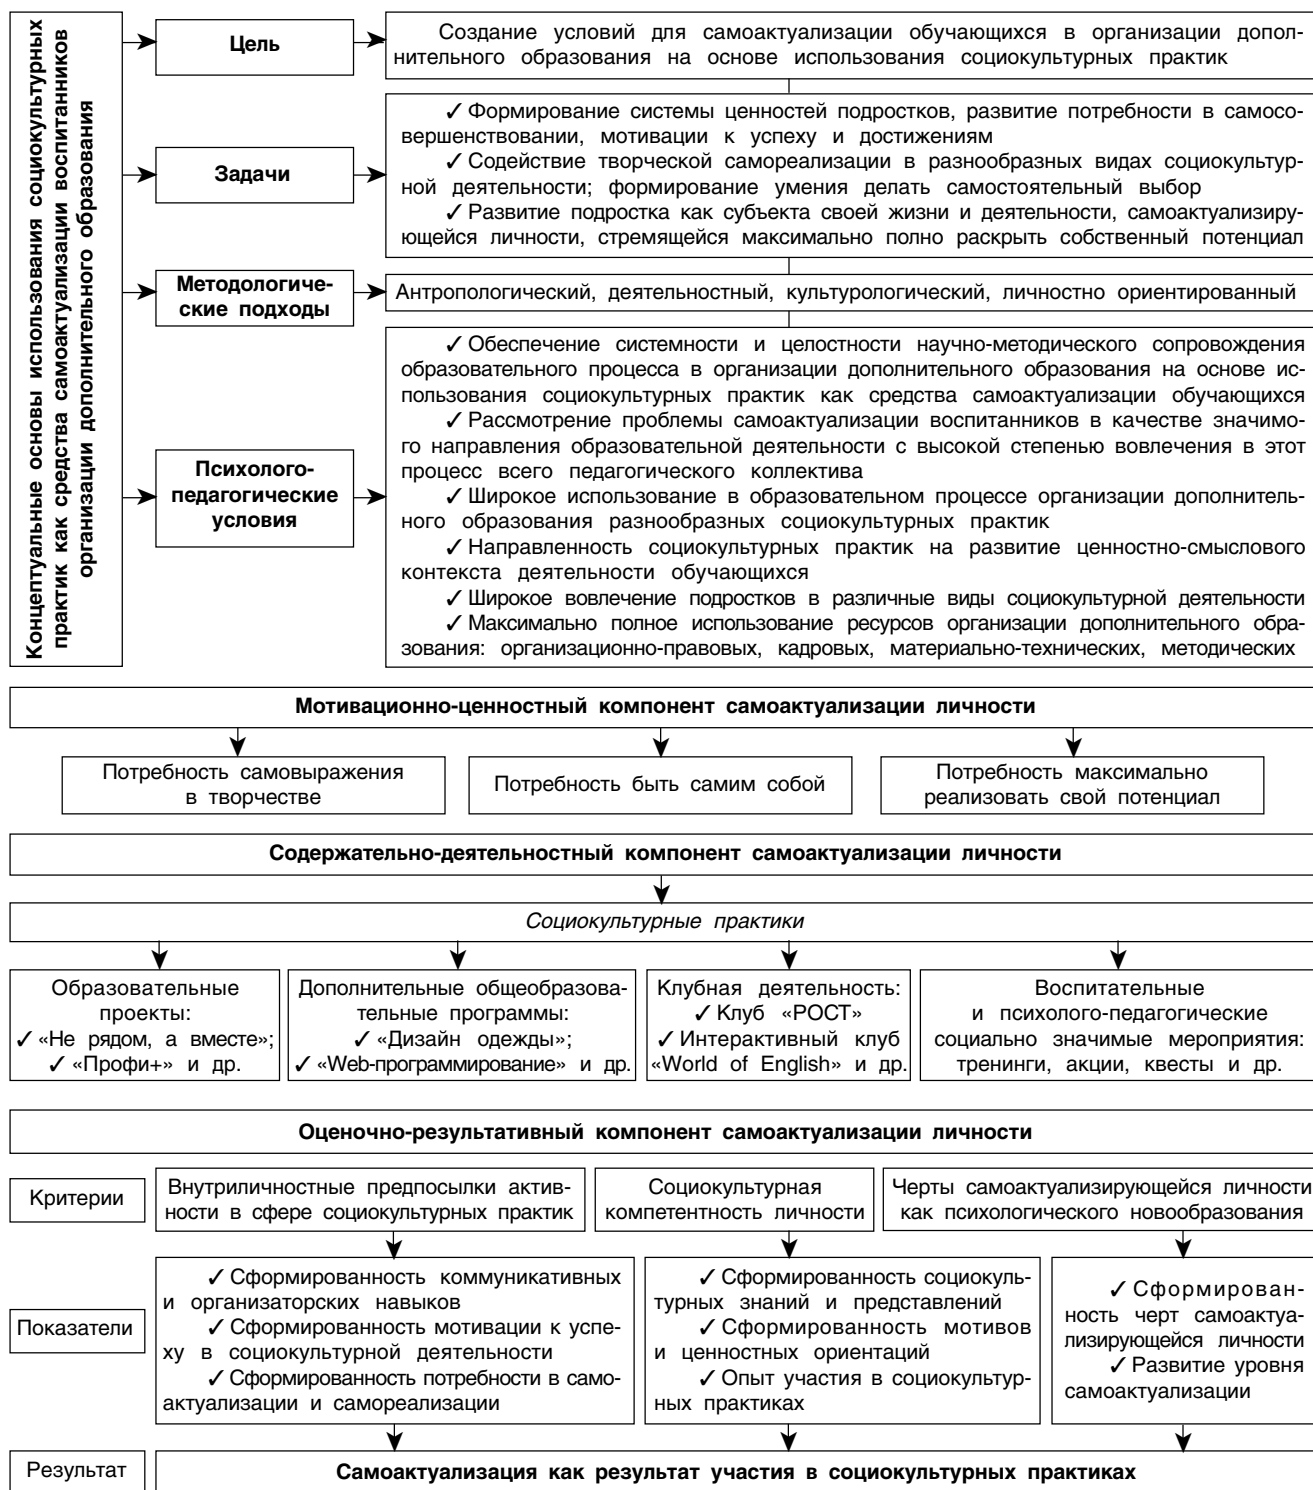 Концептуальные основы использования социокультурных
практик как средства самоактуализации воспитанников
организации дополнительного образования
Цель
Создание условий для самоактуализации обучающихся в организации допол-
нительного образования на основе использования социокультурных практик
Задачи
✓ Формирование системы ценностей подростков, развитие потребности в самосо-
вершенствовании, мотивации к успеху и достижениям
✓ Содействие творческой самореализации в разнообразных видах социокультур-
ной деятельности; формирование умения делать самостоятельный выбор
✓ Развитие подростка как субъекта своей жизни и деятельности, самоактуализиру-
ющейся личности, стремящейся максимально полно раскрыть собственный потенциал
Методологиче-
ские подходы
Антропологический, деятельностный, культурологический, личностно ориентированный
Психолого-
педагогические
условия
✓ Обеспечение системности и целостности научно-методического сопровождения
образовательного процесса в организации дополнительного образования на основе ис-
пользования социокультурных практик как средства самоактуализации обучающихся
✓ Рассмотрение проблемы самоактуализации воспитанников в качестве значимо-
го направления образовательной деятельности с высокой степенью вовлечения в этот
процесс всего педагогического коллектива
✓ Широкое использование в образовательном процессе организации дополнитель-
ного образования разнообразных социокультурных практик
✓ Направленность социокультурных практик на развитие ценностно-смыслового
контекста деятельности обучающихся
✓ Широкое вовлечение подростков в различные виды социокультурной деятельности
✓ Максимально полное использование ресурсов организации дополнительного обра-
зования: организационно-правовых, кадровых, материально-технических, методических
Мотивационно-ценностный компонент самоактуализации личности
Потребность самовыражения
в творчестве
Потребность быть самим собой
Потребность максимально
реализовать свой потенциал
Содержательно-деятельностный компонент самоактуализации личности
Социокультурные практики
Образовательные
проекты:
✓ «Не рядом, а вместе»;
✓ «Профи+» и др.
Дополнительные общеобразова-
тельные программы:
✓ «Дизайн одежды»;
✓ «Web-программирование» и др.
Клубная деятельность:
✓ Клуб «РОСТ»
✓ Интерактивный клуб
«World of English» и др.
Воспитательные
и психолого-педагогические
социально значимые мероприятия:
тренинги, акции, квесты и др.
Оценочно-результативный компонент самоактуализации личности
Критерии
Внутриличностные предпосылки актив-
ности в сфере социокультурных практик
Социокультурная
компетентность личности
Черты самоактуализирующейся личности
как психологического новообразования
Показатели
✓ Сформированность коммуникативных
и организаторских навыков
✓ Сформированность мотивации к успе-
ху в социокультурной деятельности
✓ Сформированность потребности в само-
актуализации и самореализации
✓ Сформированность социокуль-
турных знаний и представлений
✓ Сформированность мотивов
и ценностных ориентаций
✓ Опыт участия в социокультур-
ных практиках
✓ Сформирован-
ность черт самоактуа-
лизирующейся личности
✓ Развитие уровня
самоактуализации
Результат
Самоактуализация как результат участия в социокультурных практиках